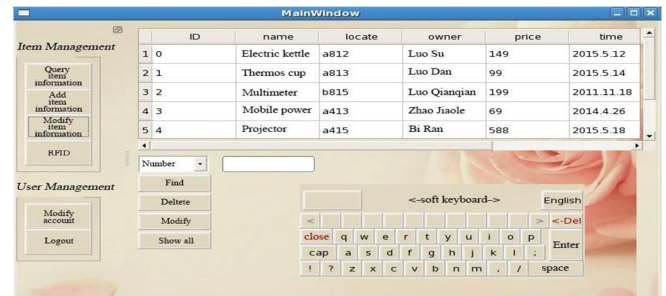 MainWindow
Item Management
Query
item
information
Add
item
information
Modify
item
information
RFID
User Management
Modify
account
Logout
ID name locate owner price time
1 0 Electric kettle a812 Luo Su 149 2015.5.12
2 1 Thermos cup a813 Luo Dan 99 2015.5.14
3 2 Multimeter b815 Luo Qianqian 199 2011.11.18
4 3 Mobile power a413 Zhao Jiaole 69 2014.4.26
5 4 Projector a415 Bi Ran 588 2015.5.18
Number
Find
Deltete
Modify
Show all
<-soft keyboard-> English
< > <-Del
close q w e r t y u i o p
Enter
cap a s d f g h j k l ;
! ? z x c v b n m . / space